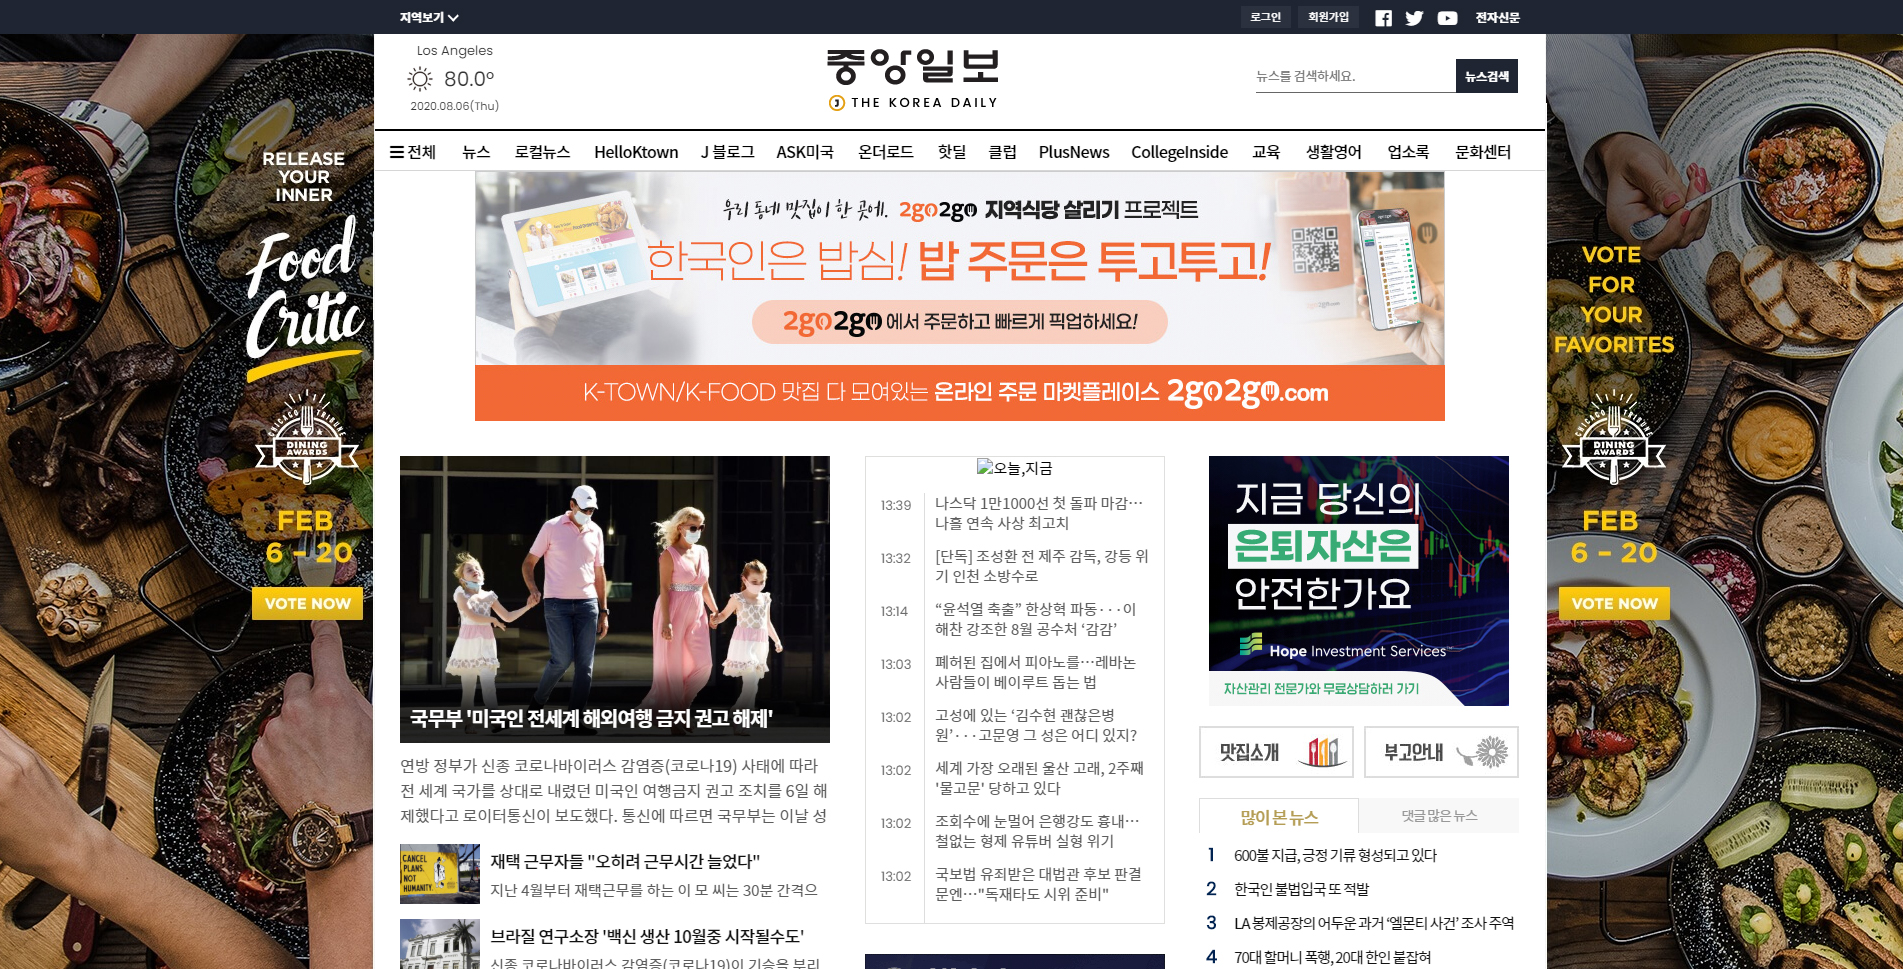 지역보기
로그인
회원가입
전자신문
Los Angeles
80.0º
2020.08.06(Thu)
중앙일보
J THE KOREA DAILY
뉴스를 검색하세요.
뉴스검색
전체 뉴스 로컬뉴스 HelloKtown J 블로그 ASK미국 온더로드 핫딜 클럽 PlusNews CollegeInside 교육 생활영어 업소록 문화센터
RELEASE
YOUR
INNER
Food
Critic
CHICAGO TRIBUNE
DINING
AWARDS
FEB
6 - 20
VOTE NOW
우리 동네 맛집이 한 곳에. 2go2go 지역식당 살리기 프로젝트
한국인은 밥심! 밥 주문은 투고투고!
2go2go에서 주문하고 빠르게 픽업하세요!
K-TOWN/K-FOOD 맛집 다 모여있는 온라인 주문 마켓플레이스 2go2go.com
국무부 '미국인 전세계 해외여행 금지 권고 해제'
연방 정부가 신종 코로나바이러스 감염증(코로나19) 사태에 따라
전 세계 국가를 상대로 내렸던 미국인 여행금지 권고 조치를 6일 해
제했다고 로이터통신이 보도했다. 통신에 따르면 국무부는 이날 성
CANCEL
PLANS.
NOT
HUMANITY.
재택 근무자들 "오히려 근무시간 늘었다"
지난 4월부터 재택근무를 하는 이 모 씨는 30분 간격으
브라질 연구소장 '백신 생산 10월중 시작될수도'
신종 코로나바이러스 감염증(코로나19)이 기승을 부리
오늘,지금
13:39 나스닥 1만1000선 첫 돌파 마감…
나흘 연속 사상 최고치
13:32 [단독] 조성환 전 제주 감독, 강등 위
기 인천 소방수로
13:14 “윤석열 축출” 한상혁 파동···이
해찬 강조한 8월 공수처 ‘감감’
13:03 폐허된 집에서 피아노를…레바논
사람들이 베이루트 돕는 법
13:02 고성에 있는 ‘김수현 괜찮은병
원’···고문영 그 성은 어디 있지?
13:02 세계 가장 오래된 울산 고래, 2주째
'물고문' 당하고 있다
13:02 조회수에 눈멀어 은행강도 흉내…
철없는 형제 유튜버 실형 위기
13:02 국보법 유죄받은 대법관 후보 판결
문엔…"독재타도 시위 준비"
지금 당신의
은퇴자산은
안전한가요
Hope Investment Services
자산관리 전문가와 무료상담하러 가기
맛집소개
부고안내
많이 본 뉴스
댓글 많은 뉴스
1 600불 지급, 긍정 기류 형성되고 있다
2 한국인 불법입국 또 적발
3 LA 봉제공장의 어두운 과거 ‘엘몬티 사건’ 조사 주역
4 70대 할머니 폭행, 20대 한인 붙잡혀
VOTE
FOR
YOUR
FAVORITES
CHICAGO TRIBUNE
DINING
AWARDS
FEB
6 - 20
VOTE NOW